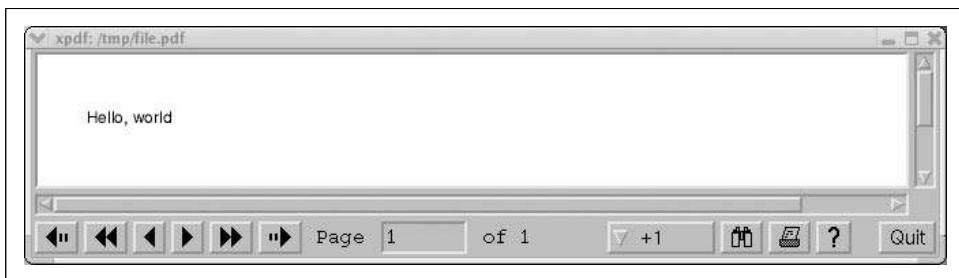 xpdf: /tmp/file.pdf
Hello, world
Page 1 of 1 +1 ? Quit